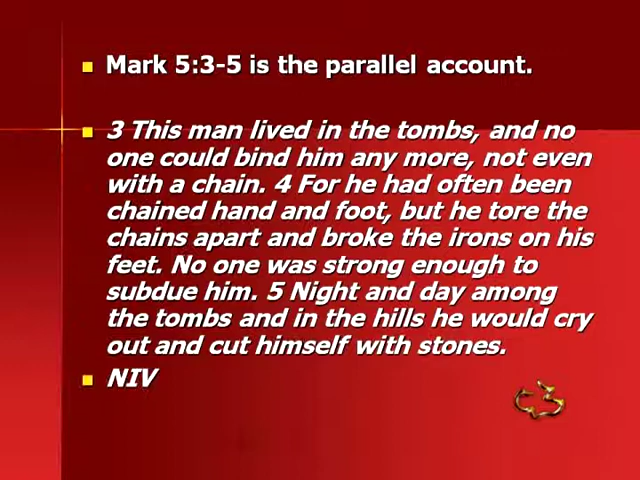 Mark 5:3-5 is the parallel account.
3 This man lived in the tombs, and no
one could bind him any more, not even
with a chain. 4 For he had often been
chained hand and foot, but he tore the
chains apart and broke the irons on his
feet. No one was strong enough to
subdue him. 5 Night and day among
the tombs and in the hills he would cry
out and cut himself with stones.
NIV